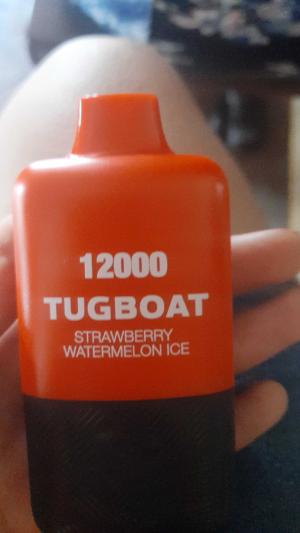 12000
TUGBOAT
STRAWBERRY
WATERMELON ICE